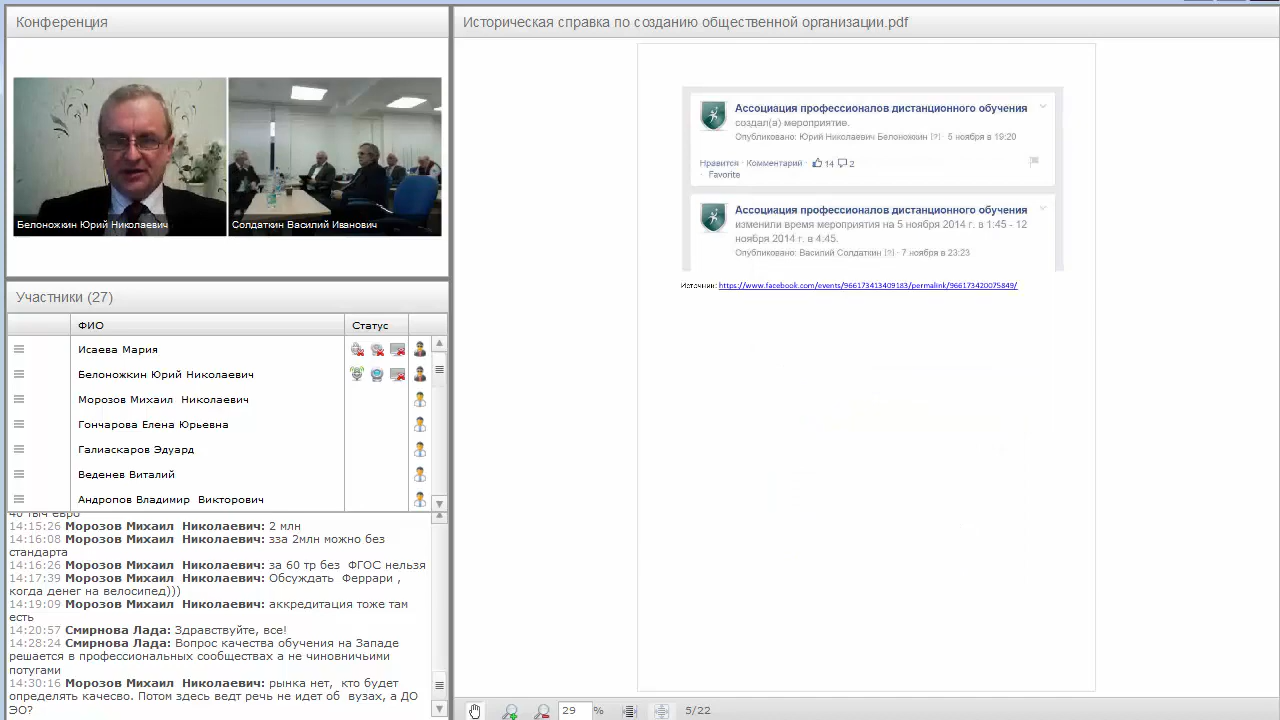 Конференция
Белоножкин Юрий Николаевич
Солдаткин Василий Иванович
Участники (27)
ФИО
Статус
Исаева Мария
Белоножкин Юрий Николаевич
Морозов Михаил Николаевич
Гончарова Елена Юрьевна
Галиаскаров Эдуард
Веденев Виталий
Андропов Владимир Викторович
40 тыч евро
14:15:26 Морозов Михаил Николаевич: 2 млн
14:16:08 Морозов Михаил Николаевич: зза 2млн можно без
стандарта
14:16:26 Морозов Михаил Николаевич: за 60 тр без ФГОС нельзя
14:17:39 Морозов Михаил Николаевич: Обсуждать Феррари ,
когда денег на велосипед)))
14:19:09 Морозов Михаил Николаевич: аккредитация тоже там
есть
14:20:57 Смирнова Лада: Здравствуйте, все!
14:28:24 Смирнова Лада: Вопрос качества обучения на Западе
решается в профессиональных сообществах а не чиновничьими
потугами
14:30:16 Морозов Михаил Николаевич: рынка нет, кто будет
определять качесво. Потом здесь ведт речь не идет об вузах, а ДО
ЭО?
Историческая справка по созданию общественной организации.pdf
Ассоциация профессионалов дистанционного обучения
создал(а) мероприятие.
Опубликовано: Юрий Николаевич Белоножкин [?] · 5 ноября в 19:20
Нравится · Комментарий · 14 2
· Favorite
Ассоциация профессионалов дистанционного обучения
изменили время мероприятия на 5 ноября 2014 г. в 1:45 - 12
ноября 2014 г. в 4:45.
Опубликовано: Василий Солдаткин [?] · 7 ноября в 23:23
Источник: https://www.facebook.com/events/966173413409183/permalink/966173420075849/
29 %
5/22